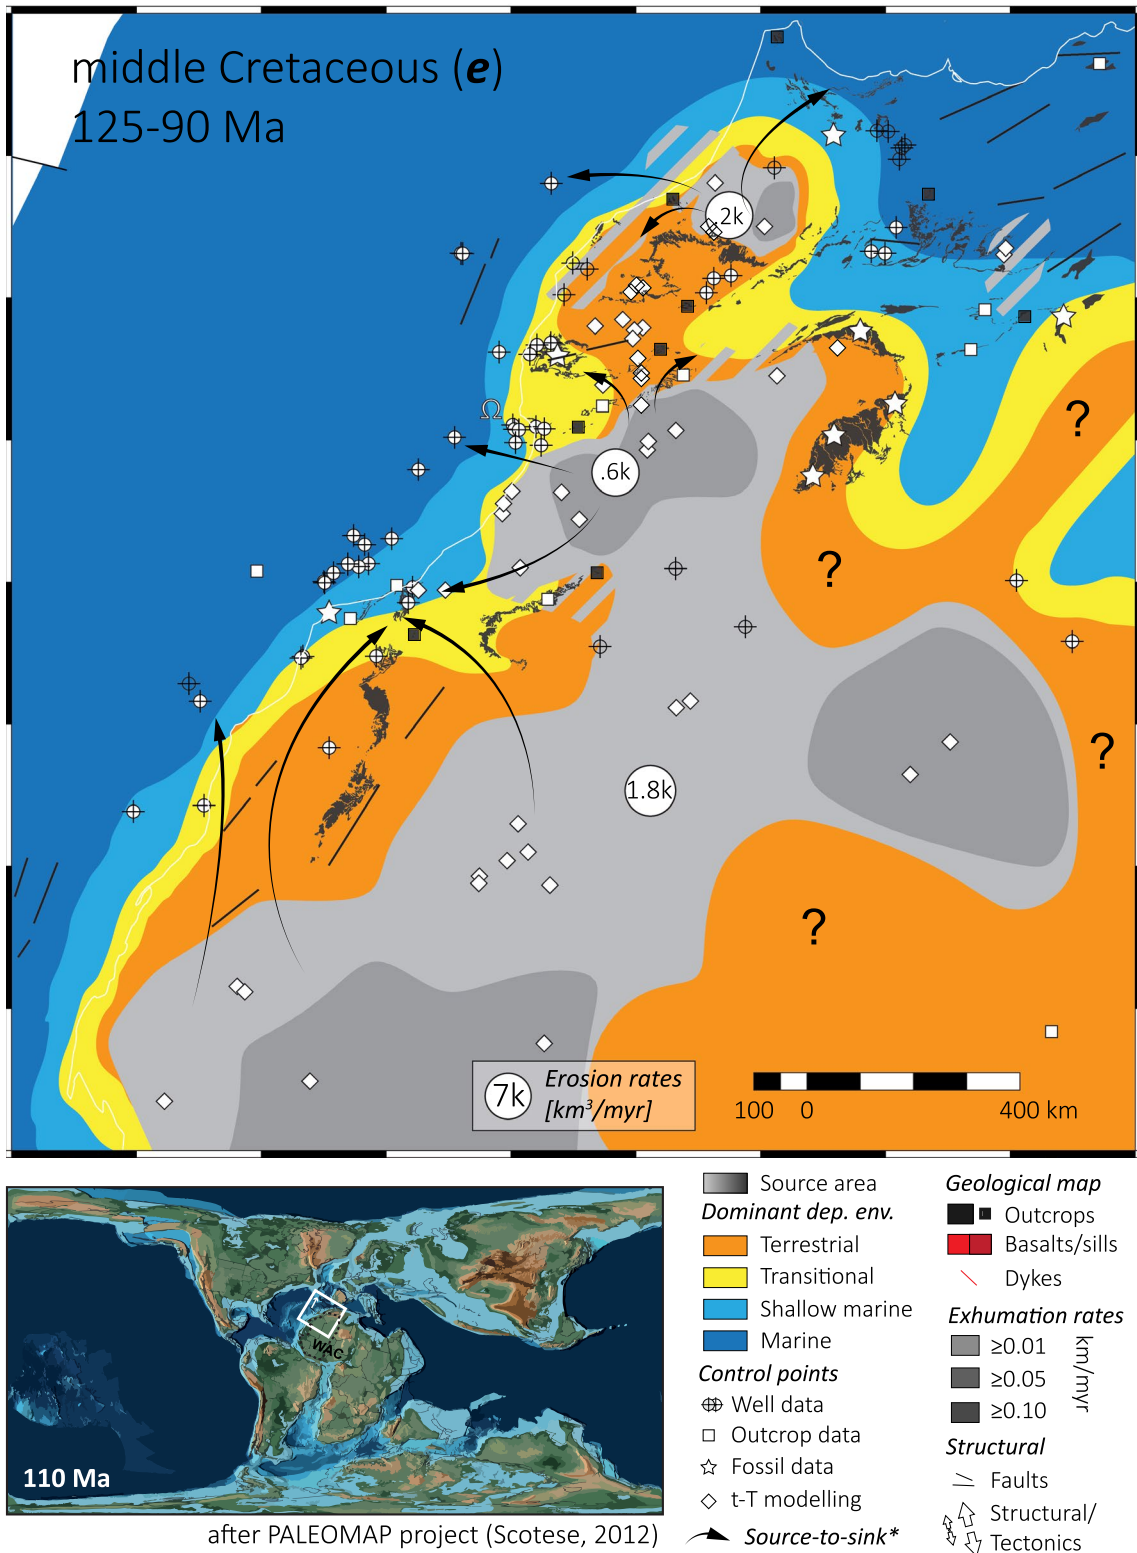 middle Cretaceous (e)
125-90 Ma
.2k
Ω
.6k
?
?
?
1.8k
?
7k
Erosion rates
[km³/myr]
100 0 400 km
WAC
110 Ma
after PALEOMAP project (Scotese, 2012)
Source area
Dominant dep. env.
Terrestrial
Transitional
Shallow marine
Marine
Control points
Well data
Outcrop data
Fossil data
t-T modelling
Source-to-sink*
Geological map
Outcrops
Basalts/sills
Dykes
Exhumation rates
≥0.01
≥0.05
≥0.10
km/myr
Structural
Faults
Structural/
Tectonics